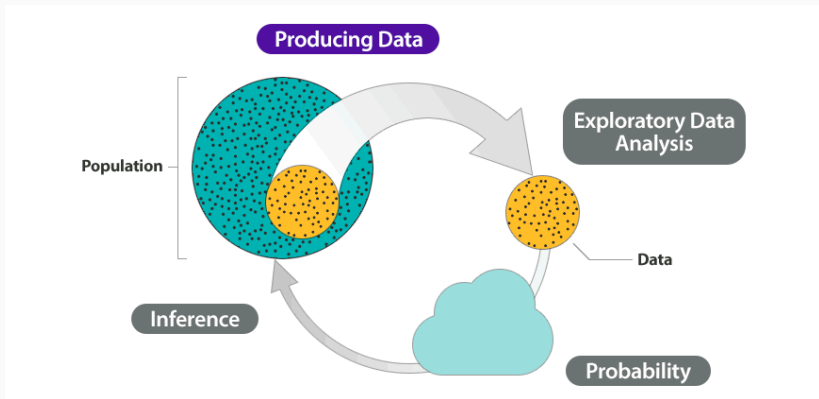 Producing Data
Exploratory Data
Analysis
Population
Data
Inference
Probability